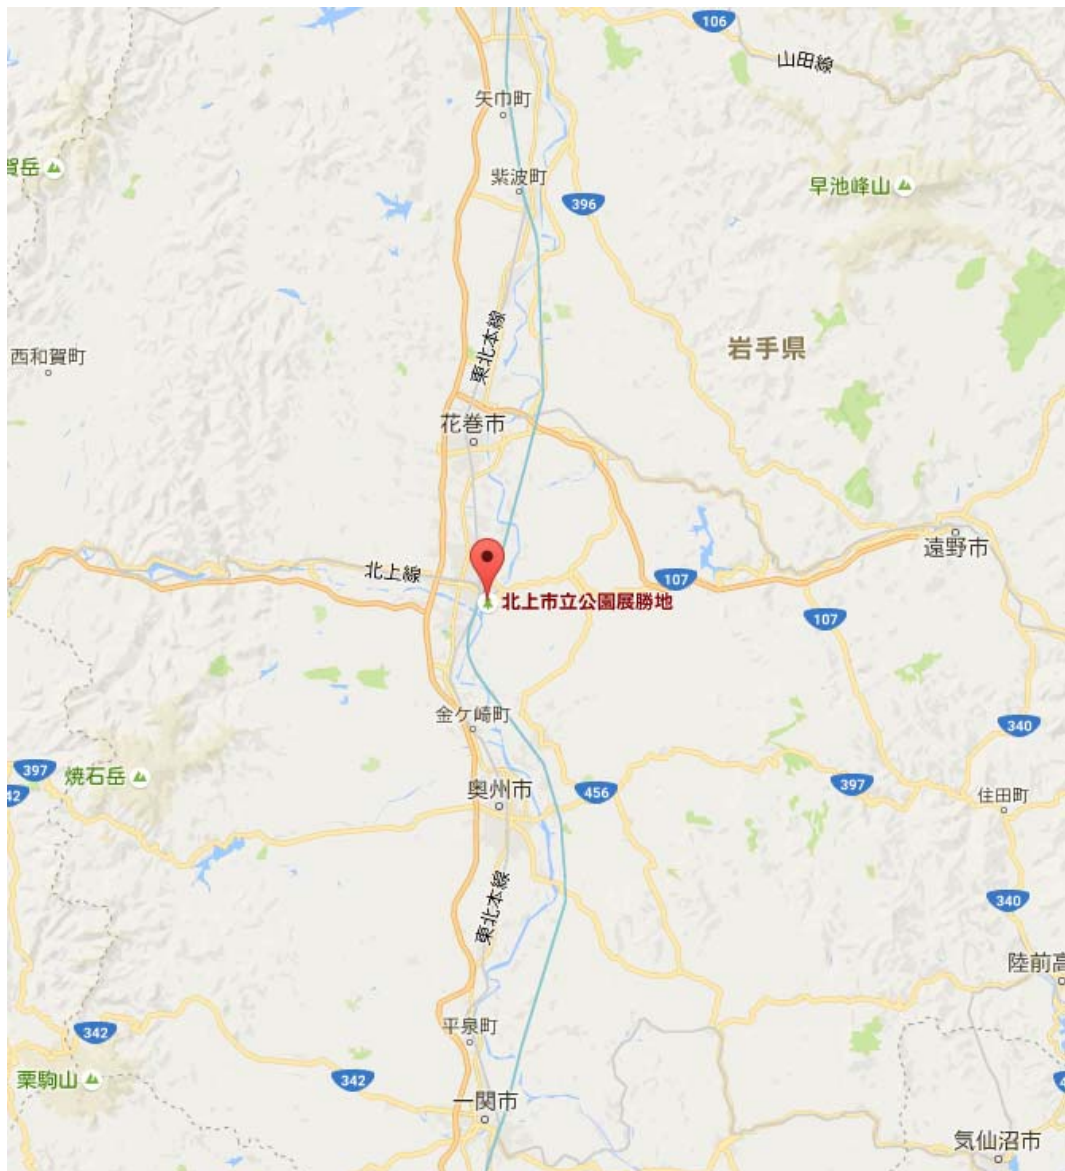 106
山田線
矢巾町
賀岳
紫波町
早池峰山
396
東北本線
岩手県
西和賀町
花巻市
遠野市
北上線
107
北上市立公園展勝地
107
金ケ崎町
340
397
焼石岳
42
奥州市
456
397
住田町
東北本線
340
陸前高
平泉町
342
栗駒山
342
4
一関市
気仙沼市